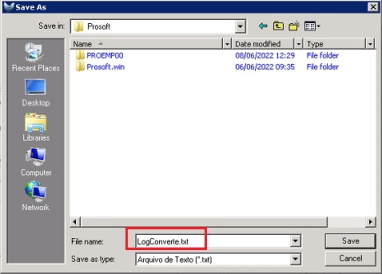 Save As
Save in:
Prosoft
Name
Date modified
Type
PROEMP00
08/06/2022 12:29
File folder
Prosoft.win
06/06/2022 09:35
File folder
Recent Places
Desktop
Libraries
Computer
Network
File name:
LogConverte.txt
Save
Save as type:
Arquivo de Texto (*.txt)
Cancel